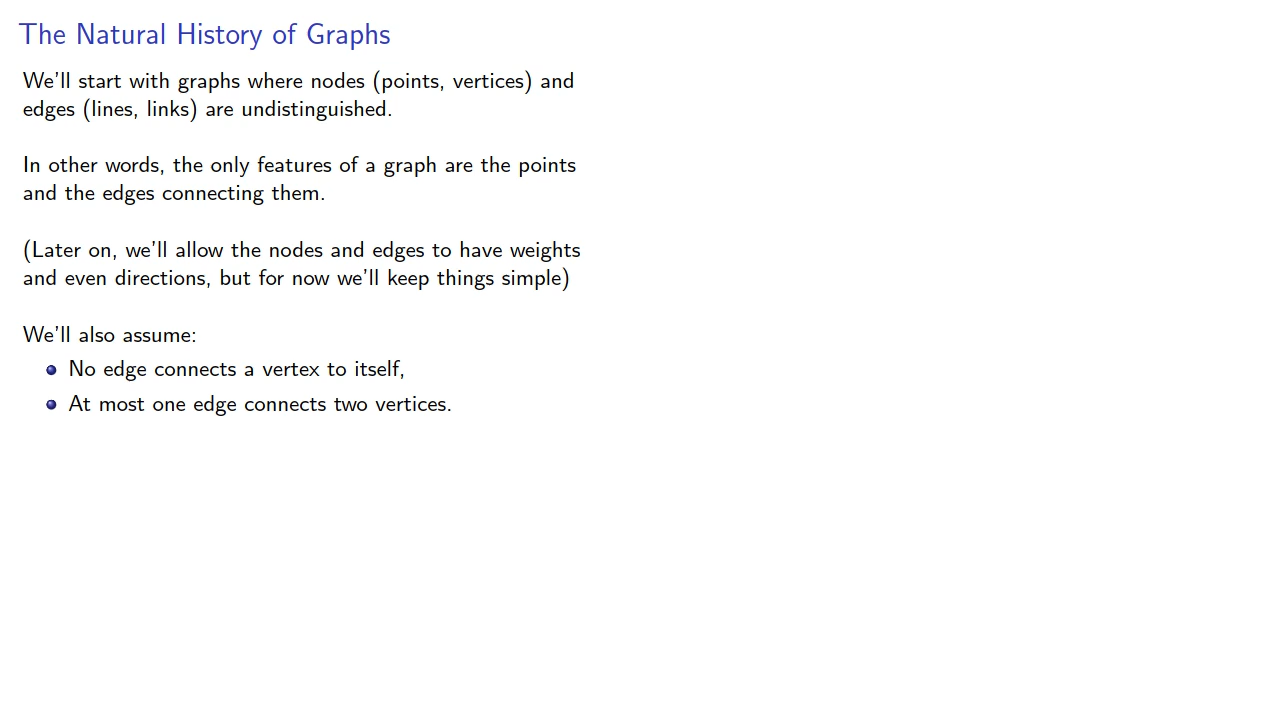 The Natural History of Graphs
We'll start with graphs where nodes (points, vertices) and
edges (lines, links) are undistinguished.
In other words, the only features of a graph are the points
and the edges connecting them.
(Later on, we'll allow the nodes and edges to have weights
and even directions, but for now we'll keep things simple)
We'll also assume:
No edge connects a vertex to itself,
At most one edge connects two vertices.